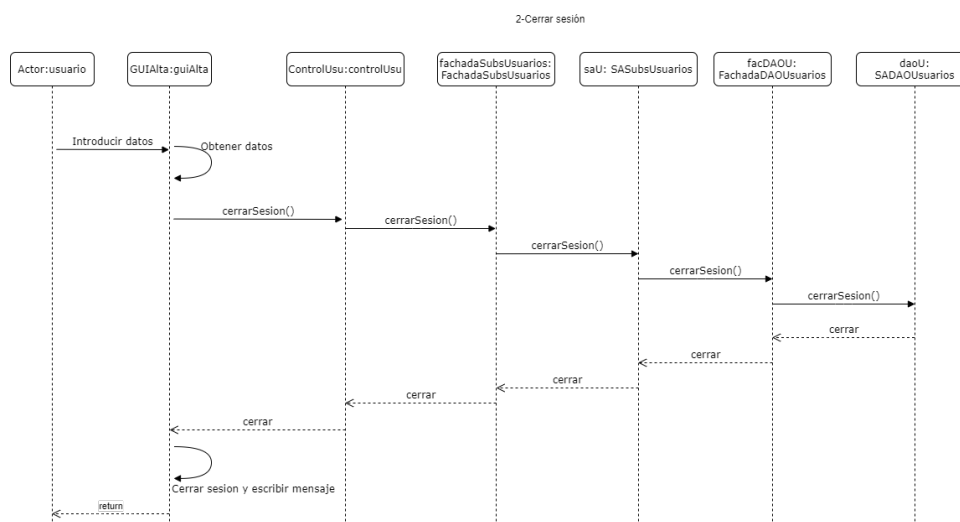 2-Cerrar sesión
Actor:usuario
GUIAlta:guiAlta
ControlUsu:controlUsu
fachadaSubsUsuarios:
FachadaSubsUsuarios
saU: SASubsUsuarios
facDAOU:
FachadaDAOUsuarios
daoU:
SADAOUsuarios
Introducir datos
Obtener datos
cerrarSesion()
cerrarSesion()
cerrarSesion()
cerrarSesion()
cerrarSesion()
cerrar
cerrar
cerrar
cerrar
cerrar
Cerrar sesion y escribir mensaje
return